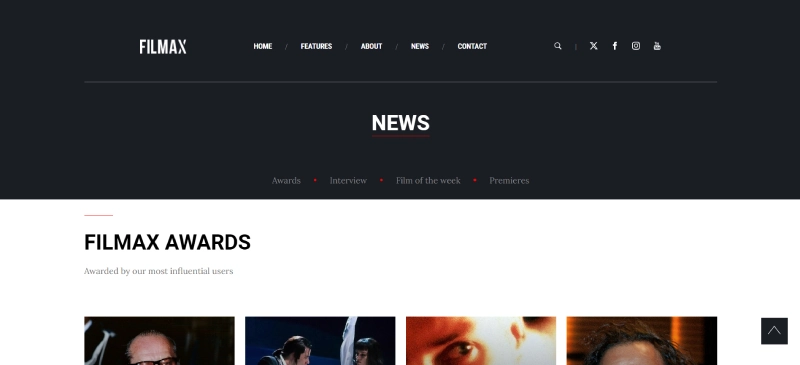 FILMAX
HOME / FEATURES / ABOUT / NEWS / CONTACT
NEWS
Awards • Interview • Film of the week • Premieres
FILMAX AWARDS
Awarded by our most influential users